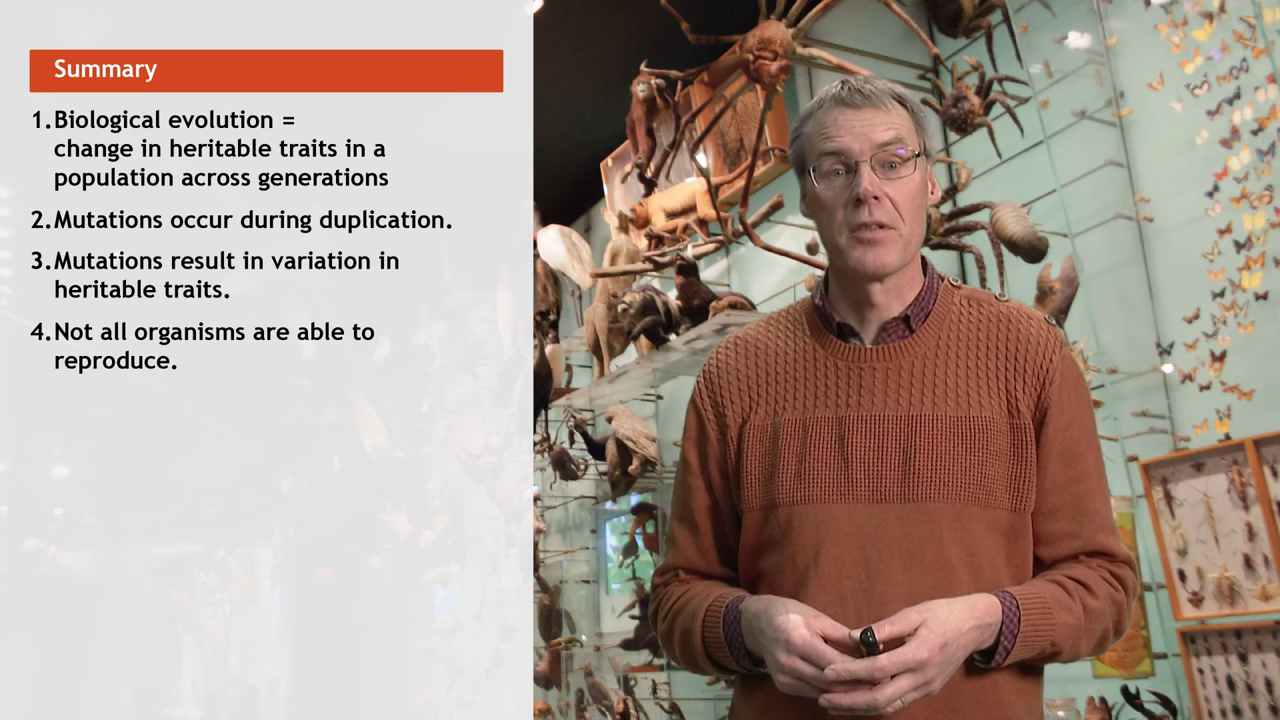 Summary
1. Biological evolution =
change in heritable traits in a
population across generations
2. Mutations occur during duplication.
3. Mutations result in variation in
heritable traits.
4. Not all organisms are able to
reproduce.